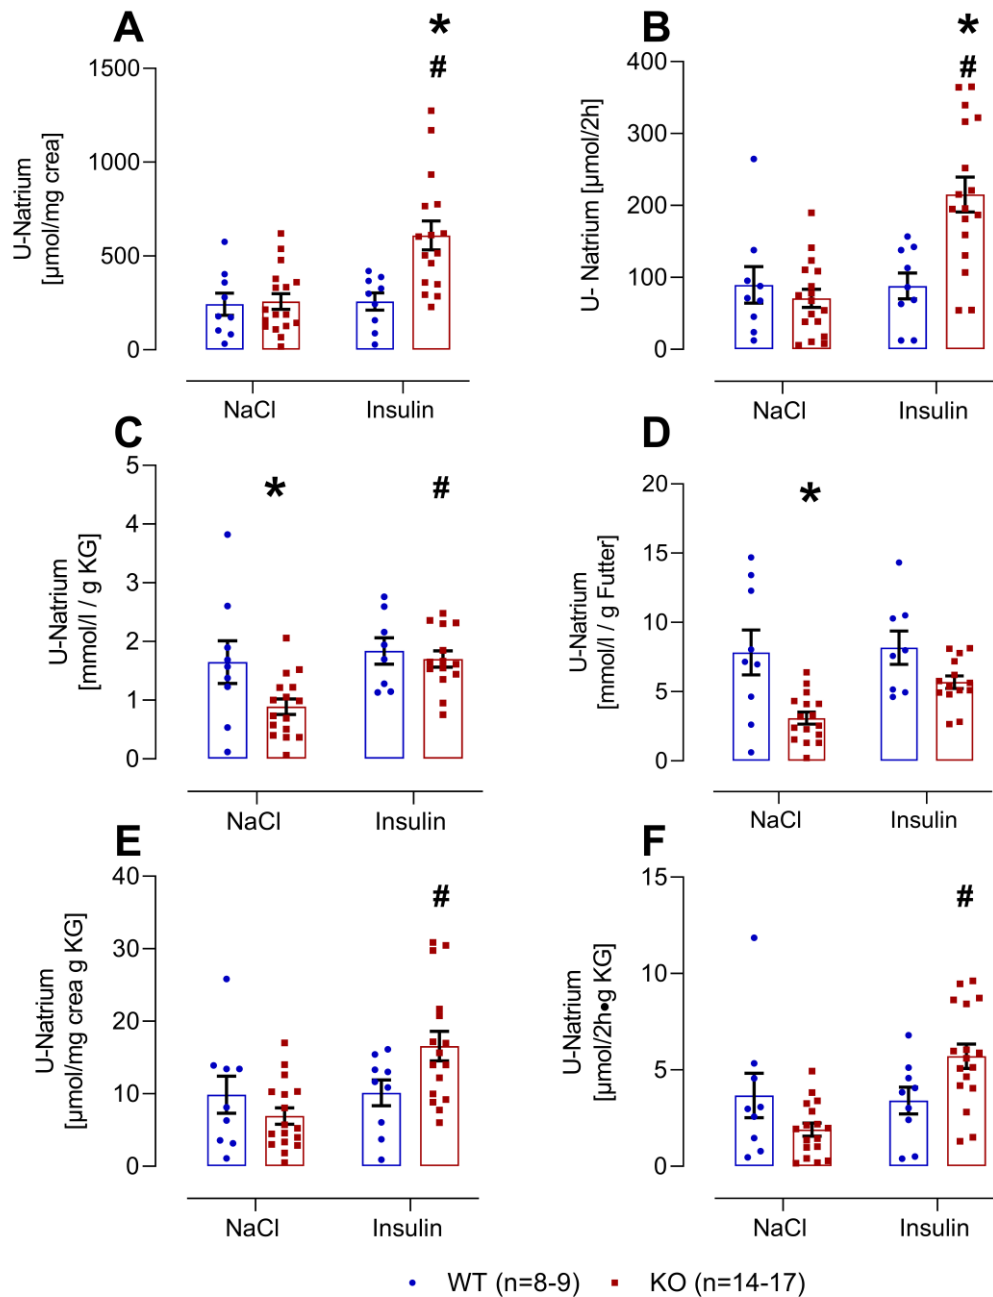 A
*
#
U-Natrium
[µmol/mg crea]
1500
1000
500
0
NaCl
Insulin
B
*
#
U- Natrium [µmol/2h]
400
300
200
100
0
NaCl
Insulin
C
*
#
U-Natrium
[mmol/l / g KG]
5
4
3
2
1
0
NaCl
Insulin
D
*
U-Natrium
[mmol/l / g Futter]
20
15
10
5
0
NaCl
Insulin
E
#
U-Natrium
[µmol/mg crea g KG]
40
30
20
10
0
NaCl
Insulin
F
#
U-Natrium
[µmol/2h•g KG]
15
10
5
0
NaCl
Insulin
WT (n=8-9)
KO (n=14-17)